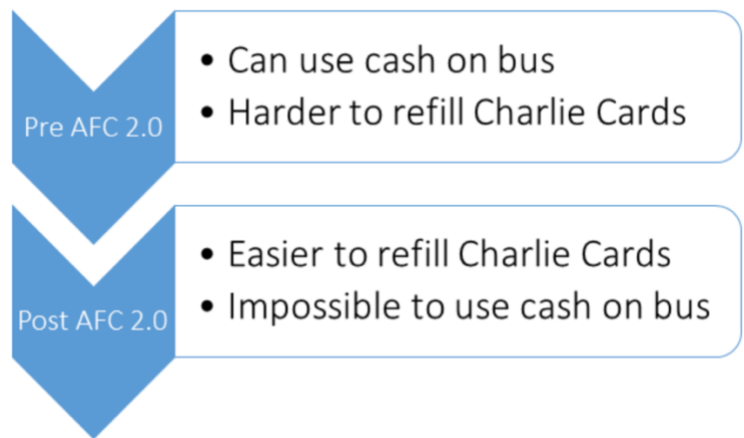 Pre AFC 2.0
• Can use cash on bus
• Harder to refill Charlie Cards
Post AFC 2.0
• Easier to refill Charlie Cards
• Impossible to use cash on bus